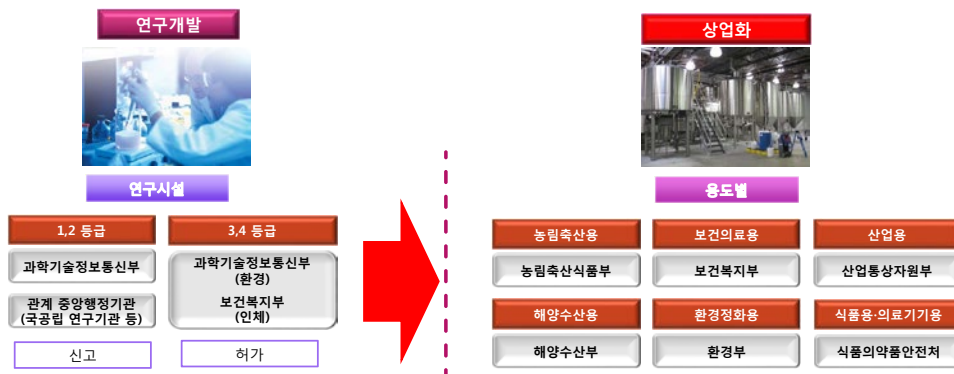 연구개발
연구시설
1,2 등급
3,4 등급
과학기술정보통신부
과학기술정보통신부
(환경)
관계 중앙행정기관
(국공립 연구기관 등)
보건복지부
(인체)
신고
허가
상업화
용도별
농림축산용
보건의료용
산업용
농림축산식품부
보건복지부
산업통상자원부
해양수산용
환경정화용
식품용·의료기기용
해양수산부
환경부
식품의약품안전처